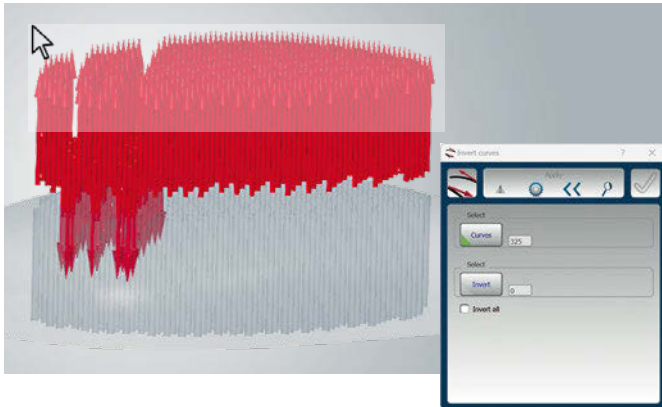 Invert curves
?
Apply
Select
Curves
325
Select
Invert
0
Invert all